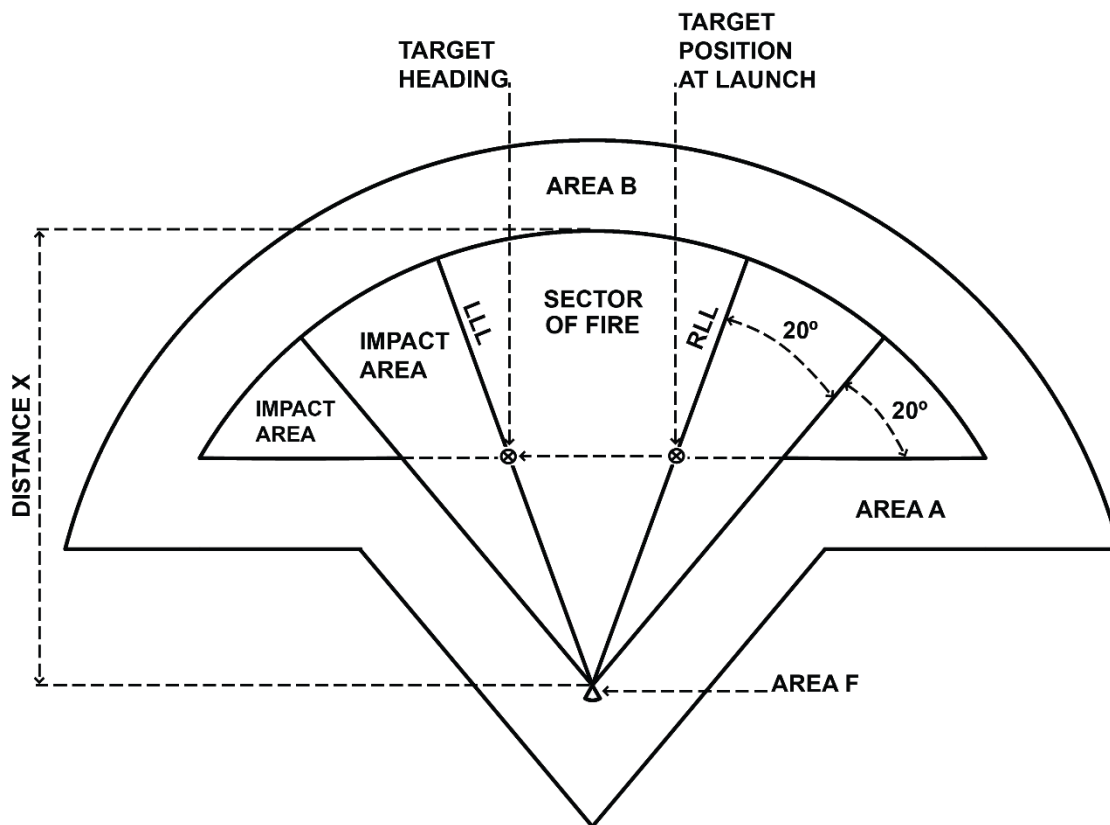 TARGET
HEADING
TARGET
POSITION
AT LAUNCH
AREA B
SECTOR
OF FIRE
LLL
RLL
IMPACT
AREA
IMPACT
AREA
20º
20º
DISTANCE X
AREA A
AREA F